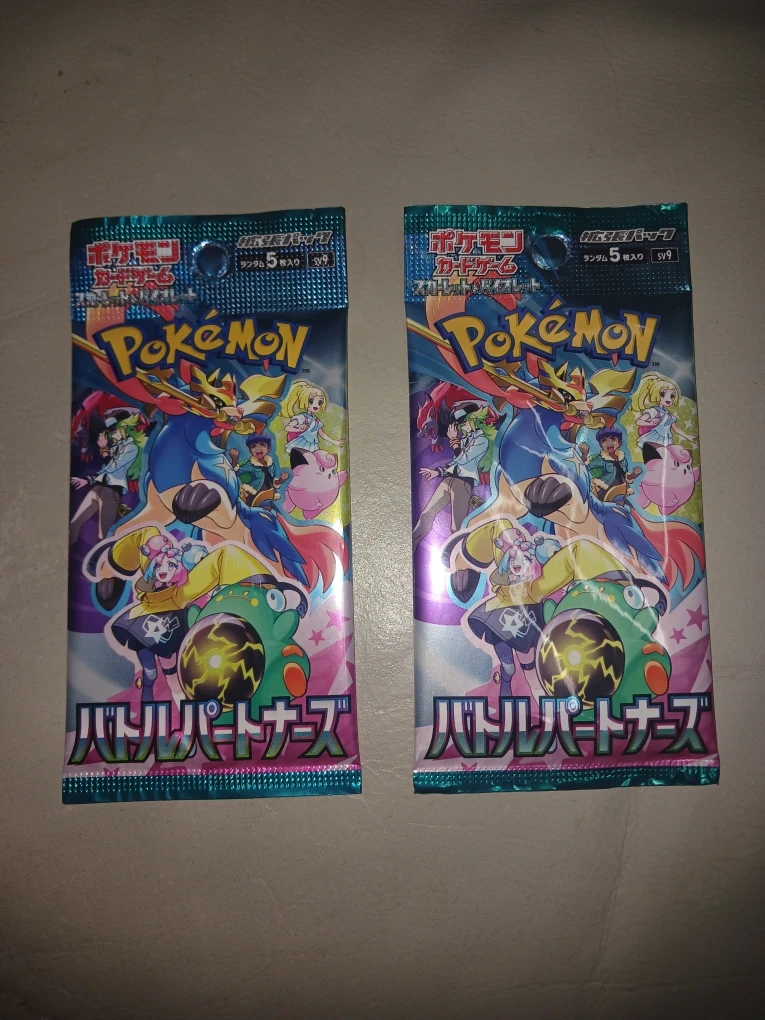 ポケモン
カードゲーム
スカーレット&バイオレット
拡張パック
ランダム5枚入り
SV9
POKéMON
TM
バトルパートナーズ
ポケモン
カードゲーム
スカーレット&バイオレット
拡張パック
ランダム5枚入り
SV9
POKéMON
TM
バトルパートナーズ